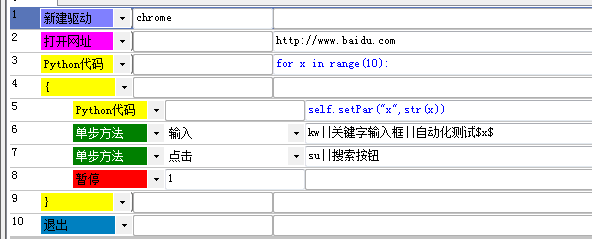 1 新建驱动 chrome
2 打开网址 http://www.baidu.com
3 Python代码 for x in range(10):
4 {
5 Python代码 self.setPar("x",str(x))
6 单步方法 输入 kw||关键字输入框||自动化测试$x$
7 单步方法 点击 su||搜索按钮
8 暂停 1
9 }
10 退出